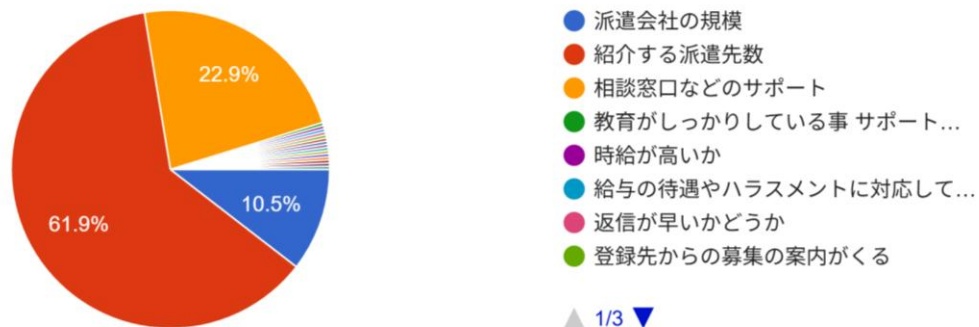 22.9%
10.5%
61.9%
派遣会社の規模
紹介する派遣先数
相談窓口などのサポート
教育がしっかりしている事 サポート…
時給が高いか
給与の待遇やハラスメントに対応して…
返信が早いかどうか
登録先からの募集の案内がくる
1/3